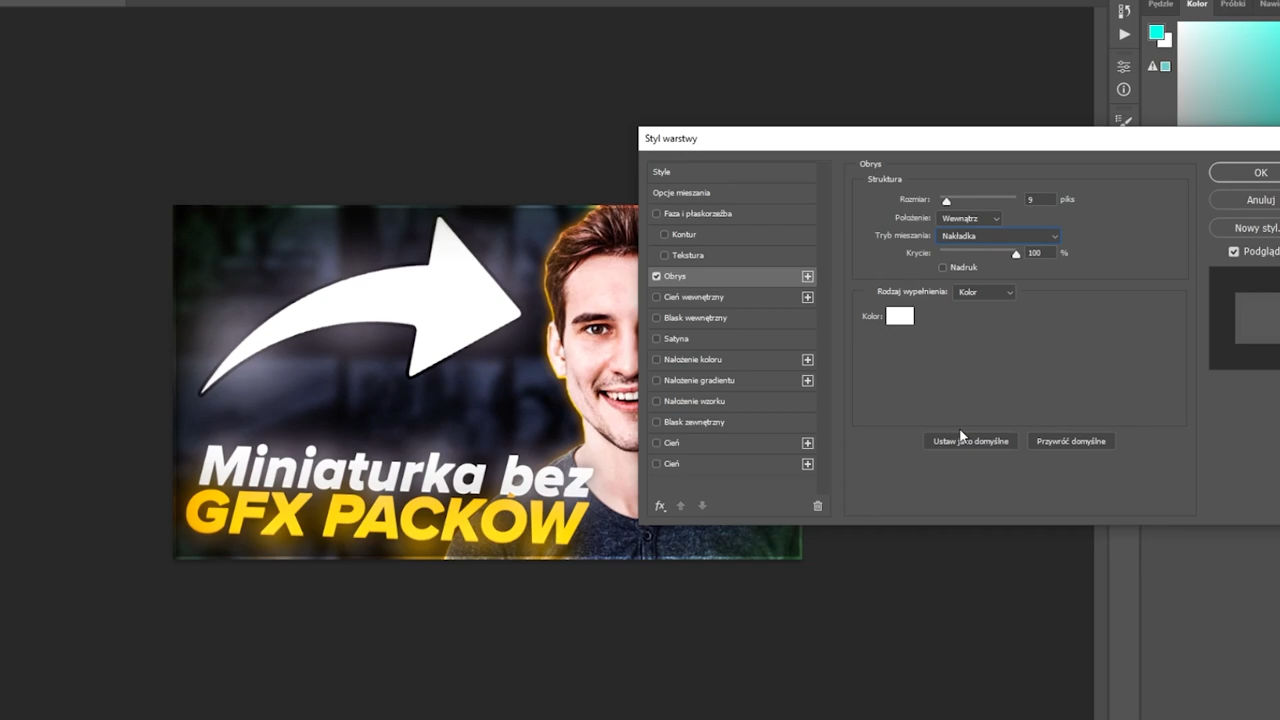 Pędzle Kolor Próbki Nawi
Styl warstwy
Style
Opcje mieszania
Faza i płaskorzeźba
Kontur
Tekstura
Obrys
Cień wewnętrzny
Blask wewnętrzny
Satyna
Nałożenie koloru
Nałożenie gradientu
Nałożenie wzorku
Blask zewnętrzny
Cień
Cień
fx
Obrys
Struktura
Rozmiar: 9 piks
Położenie: Wewnątrz
Tryb mieszania: Nakładka
Krycie: 100 %
Nadruk
Rodzaj wypełnienia: Kolor
Kolor:
Ustaw jako domyślne Przywróć domyślne
OK
Anuluj
Nowy styl.
Podgląd
Miniaturka bez
GFX PACKÓW